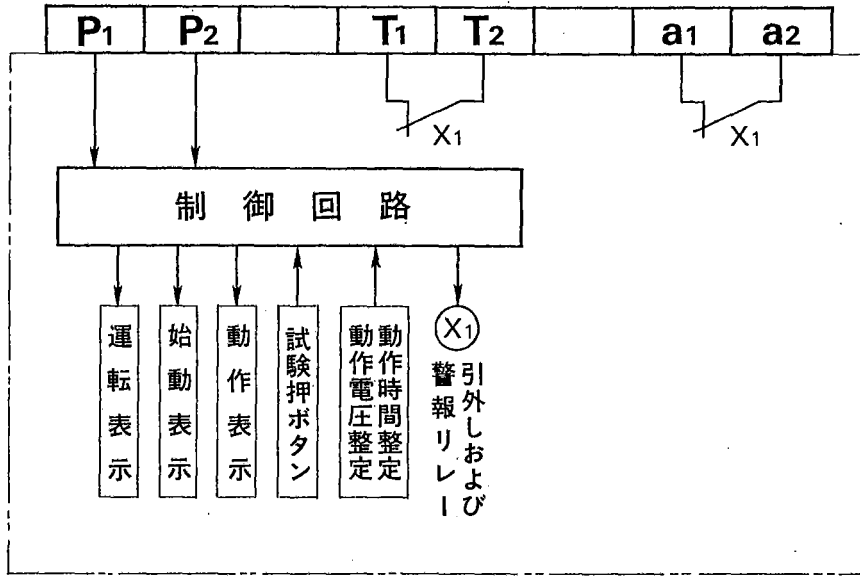 P1 P2 T1 T2 a1 a2
X1 X1
制御回路
運転表示
始動表示
動作表示
試験押ボタン
動作時間整定
動作電圧整定
X1
引外しおよび
警報リレー